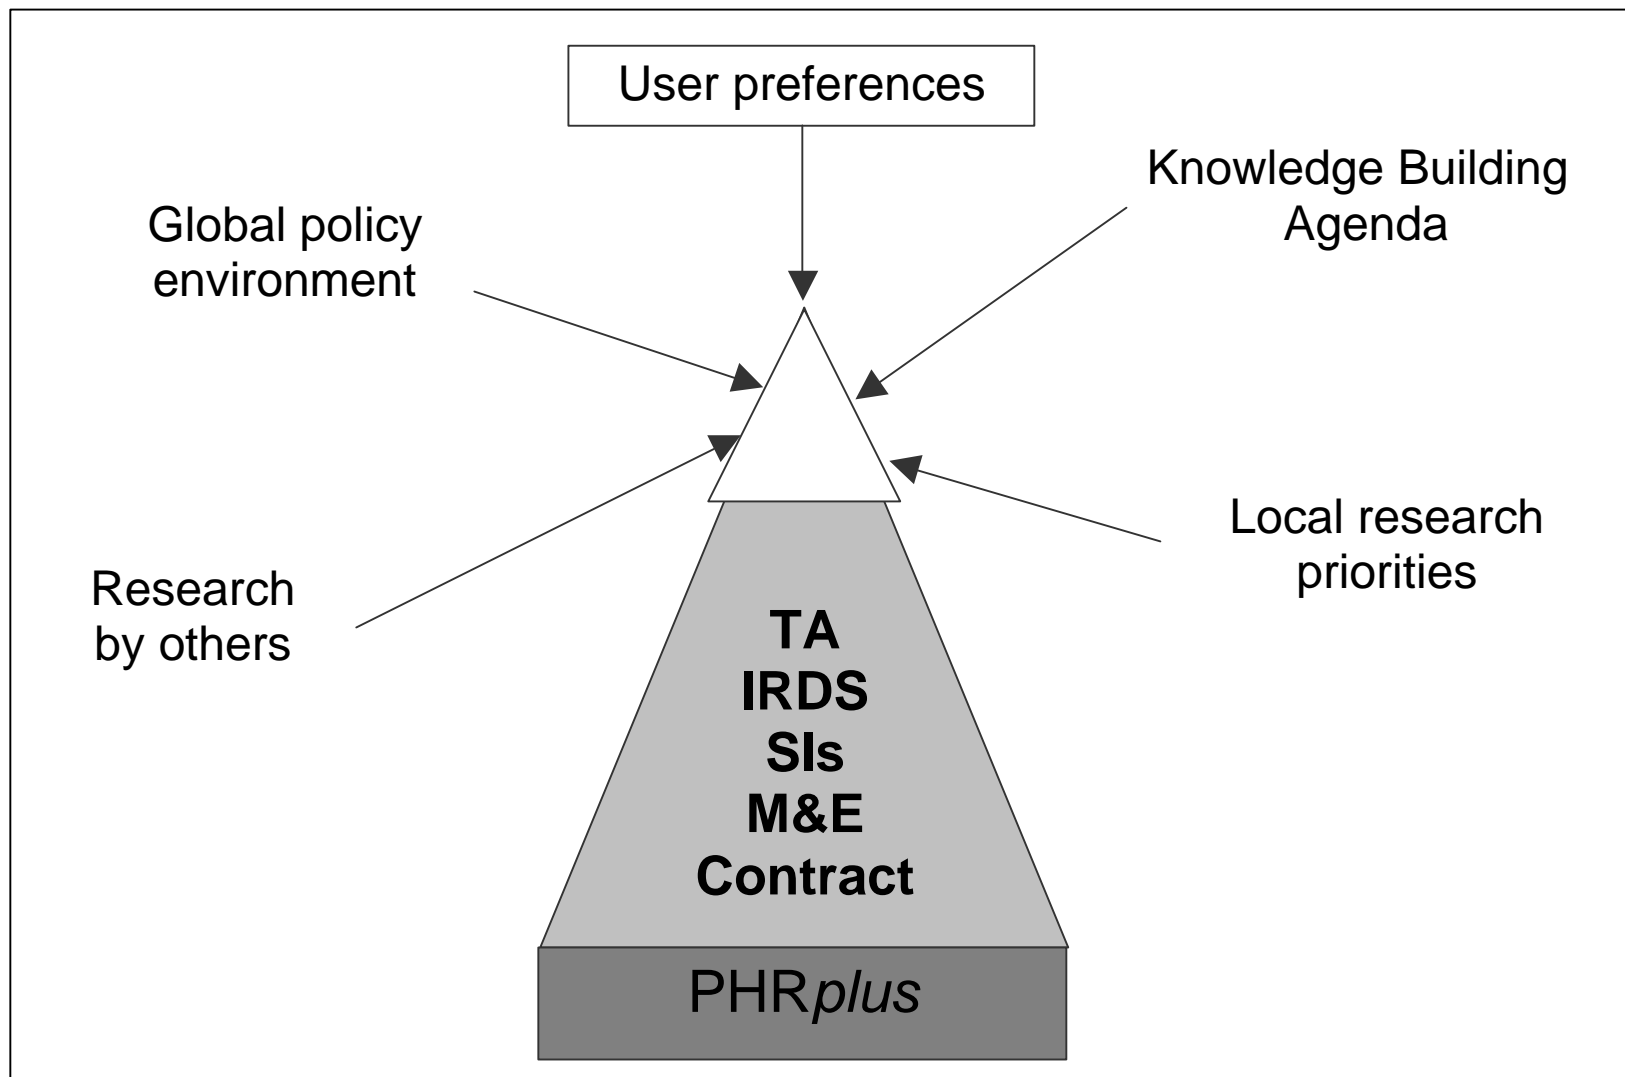 User preferences
Knowledge Building
Agenda
Global policy
environment
Local research
priorities
Research
by others
TA
IRDS
SIs
M&E
Contract
PHRplus